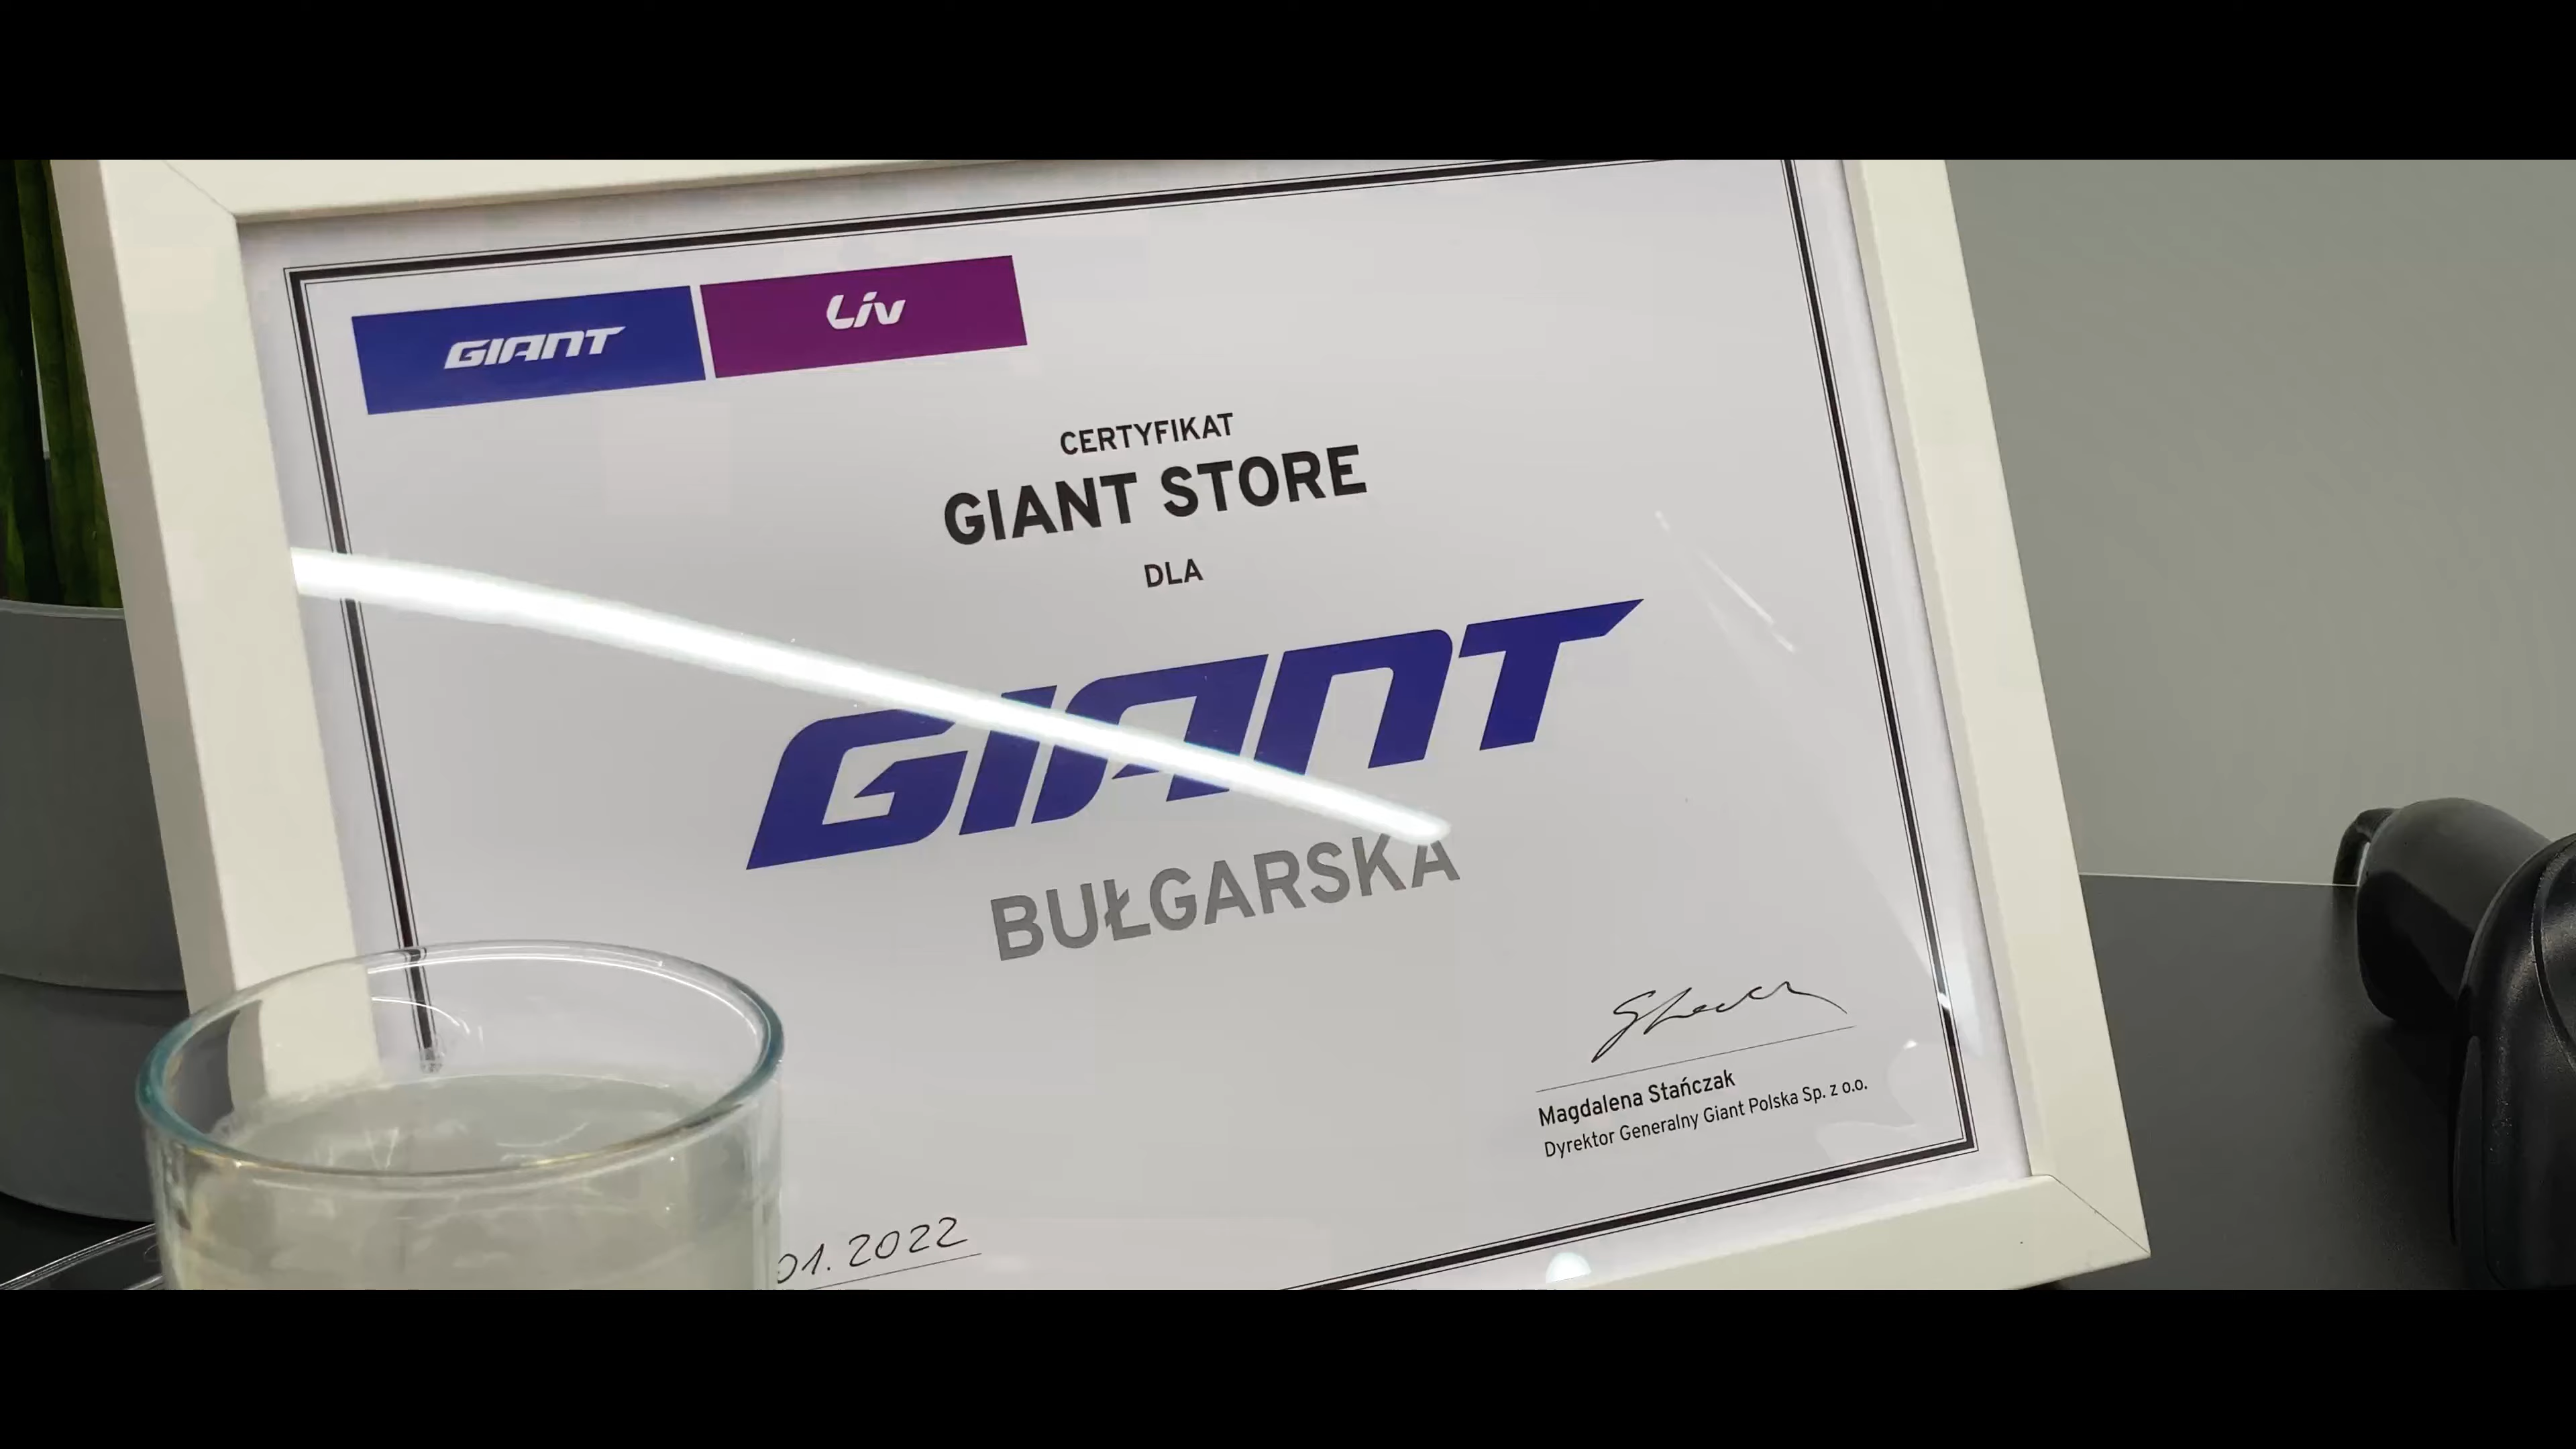 GIANT
Liv
CERTYFIKAT
GIANT STORE
DLA
GIANT
BUŁGARSKA
Magdalena Stańczak
Dyrektor Generalny Giant Polska Sp. z o.o.
01.2022